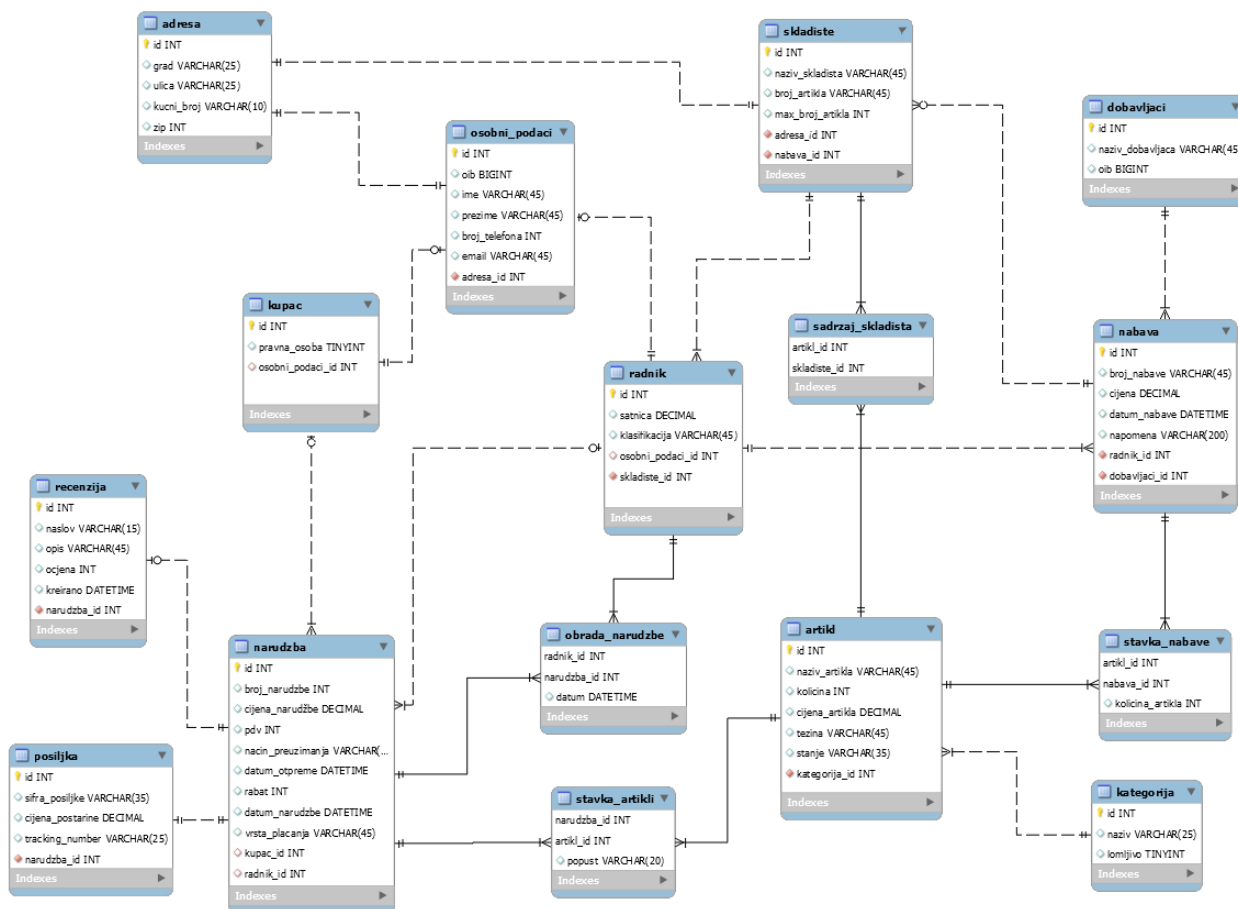 adresa
id INT
grad VARCHAR(25)
ulica VARCHAR(25)
kucni_broj VARCHAR(10)
zip INT
Indexes
skladiste
id INT
naziv_skladista VARCHAR(45)
broj_artikla VARCHAR(45)
max_broj_artikla INT
adresa_id INT
nabava_id INT
Indexes
dobavljaci
id INT
naziv_dobavljaca VARCHAR(45
oib BIGINT
Indexes
osobni_podaci
id INT
oib BIGINT
ime VARCHAR(45)
prezime VARCHAR(45)
broj_telefona INT
email VARCHAR(45)
adresa_id INT
Indexes
kupac
id INT
pravna_osoba TINYINT
osobni_podaci_id INT
Indexes
sadrzaj_skladista
artikl_id INT
skladiste_id INT
Indexes
nabava
id INT
broj_nabave VARCHAR(45)
cijena DECIMAL
datum_nabave DATETIME
napomena VARCHAR(200)
radnik_id INT
dobavljaci_id INT
Indexes
radnik
id INT
satnica DECIMAL
klasifikacija VARCHAR(45)
osobni_podaci_id INT
skladiste_id INT
Indexes
recenzija
id INT
naslov VARCHAR(15)
opis VARCHAR(45)
ocjena INT
kreirano DATETIME
narudzba_id INT
Indexes
narudzba
id INT
broj_narudzbe INT
cijena_narudžbe DECIMAL
pdv INT
nacin_preuzimanja VARCHAR(...
datum_otpreme DATETIME
rabat INT
datum_narudzbe DATETIME
vrsta_placanja VARCHAR(45)
kupac_id INT
radnik_id INT
Indexes
obrada_narudzbe
radnik_id INT
narudzba_id INT
datum DATETIME
Indexes
artikl
id INT
naziv_artikla VARCHAR(45)
kolicina INT
cijena_artikla DECIMAL
tezina VARCHAR(45)
stanje VARCHAR(35)
kategorija_id INT
Indexes
stavka_nabave
artikl_id INT
nabava_id INT
kolicina_artikla INT
Indexes
posiljka
id INT
sifra_posiljke VARCHAR(35)
cijena_postarine DECIMAL
tracking_number VARCHAR(25)
narudzba_id INT
Indexes
stavka_artikli
narudzba_id INT
artikl_id INT
popust VARCHAR(20)
Indexes
kategorija
id INT
naziv VARCHAR(25)
lomljivo TINYINT
Indexes